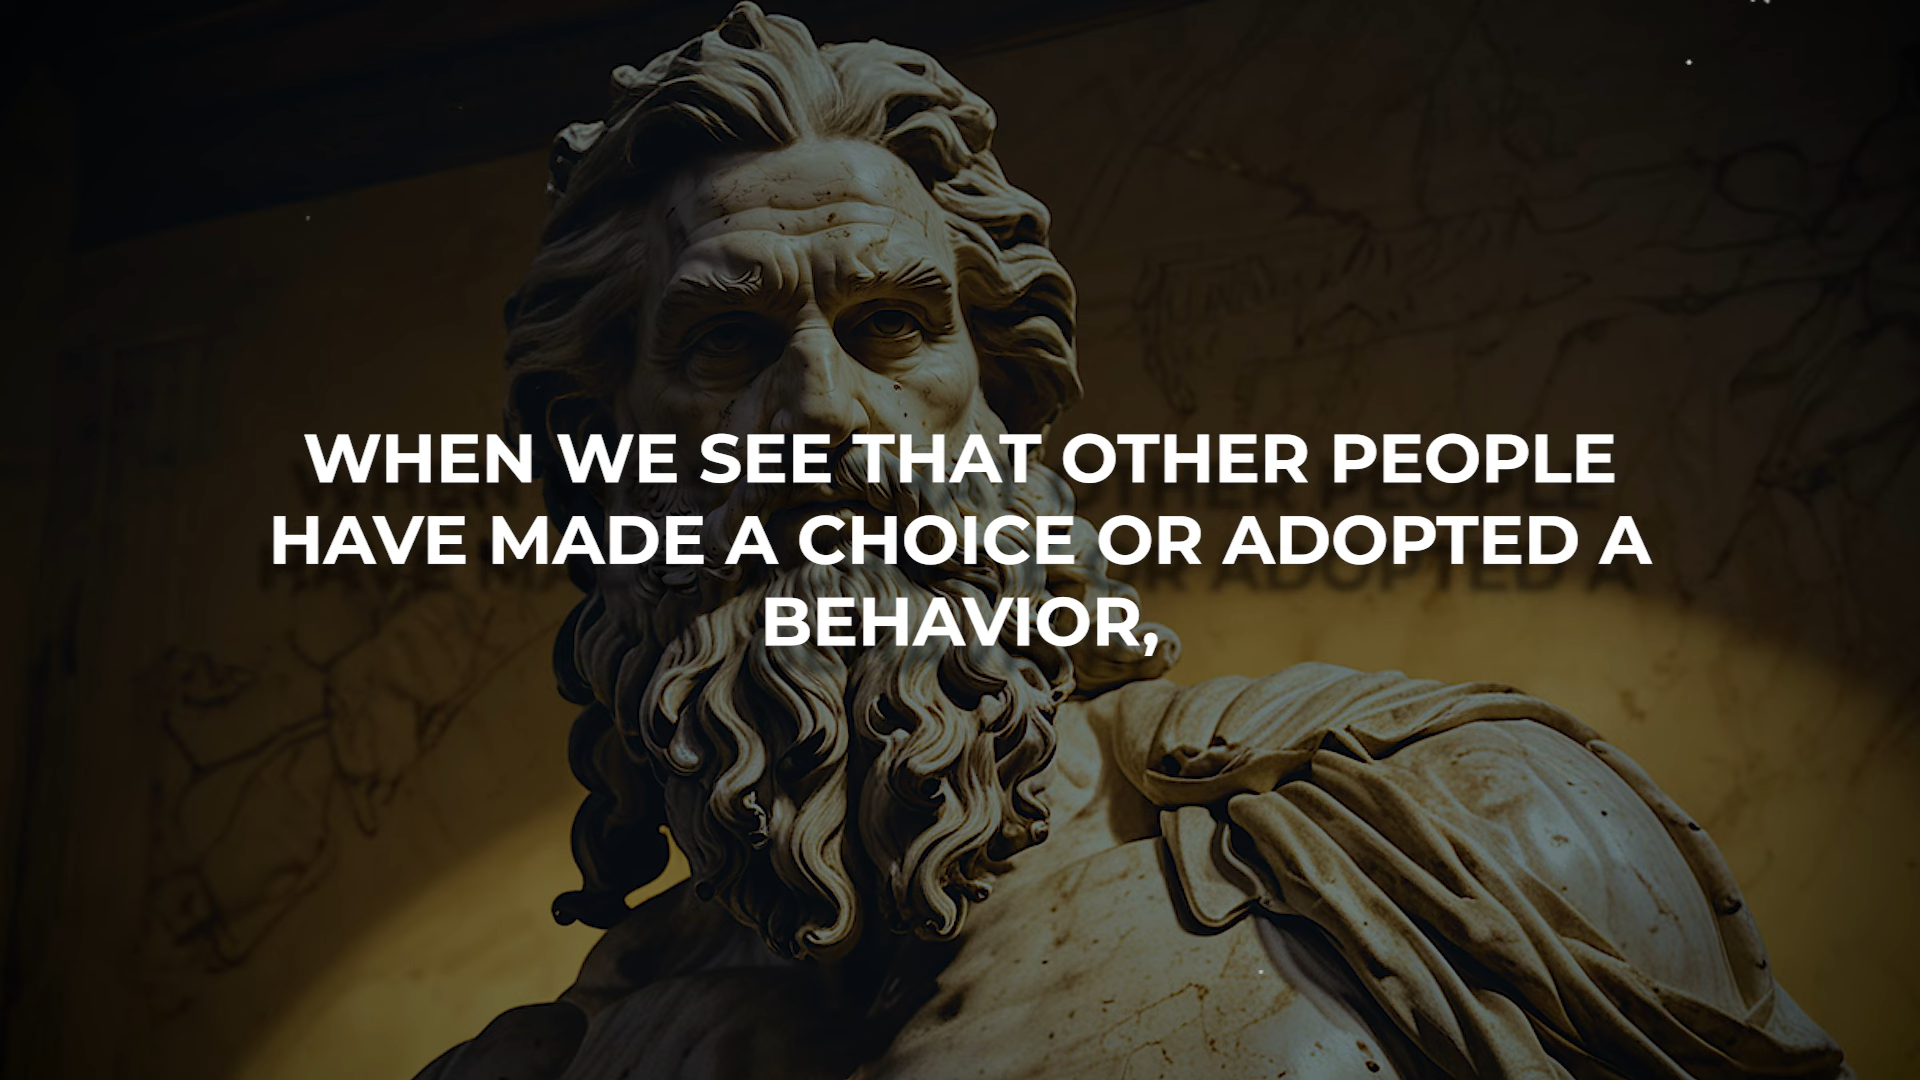 WHEN WE SEE THAT OTHER PEOPLE
HAVE MADE A CHOICE OR ADOPTED A
BEHAVIOR,